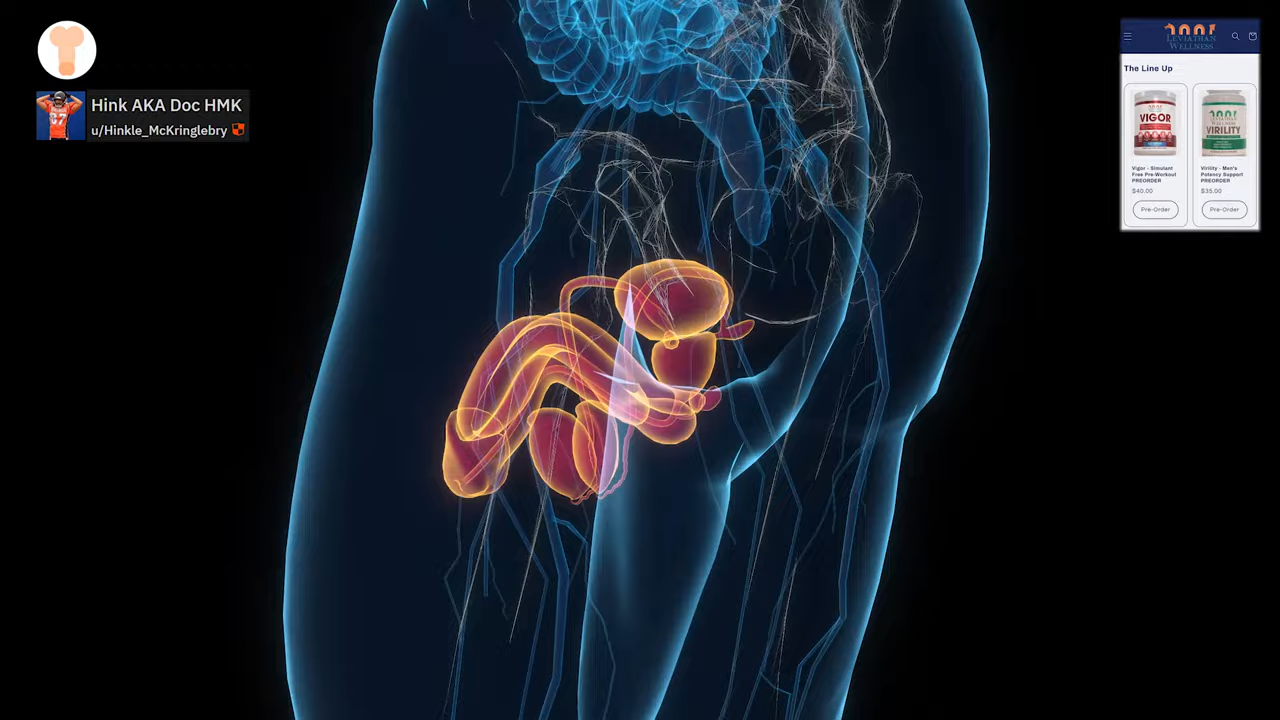 Hink AKA Doc HMK
u/Hinkle_McKringlebry
LEVIATHAN
WELLNESS
The Line Up
VIGOR
VIRILITY
Vigor - Simulant
Free Pre-Workout
PREORDER
$40.00
Pre-Order
Virility - Men's
Potency Support
PREORDER
$35.00
Pre-Order